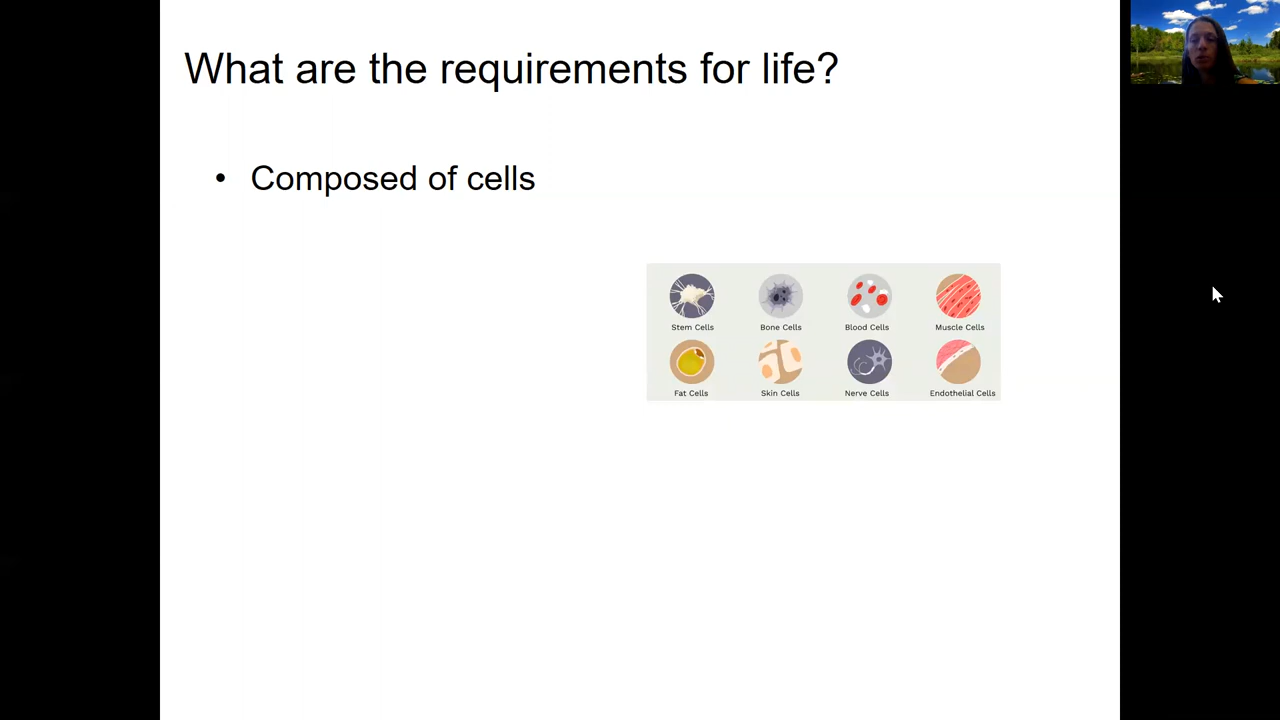 What are the requirements for life?
• Composed of cells
Stem Cells Bone Cells Blood Cells Muscle Cells
Fat Cells Skin Cells Nerve Cells Endothelial Cells